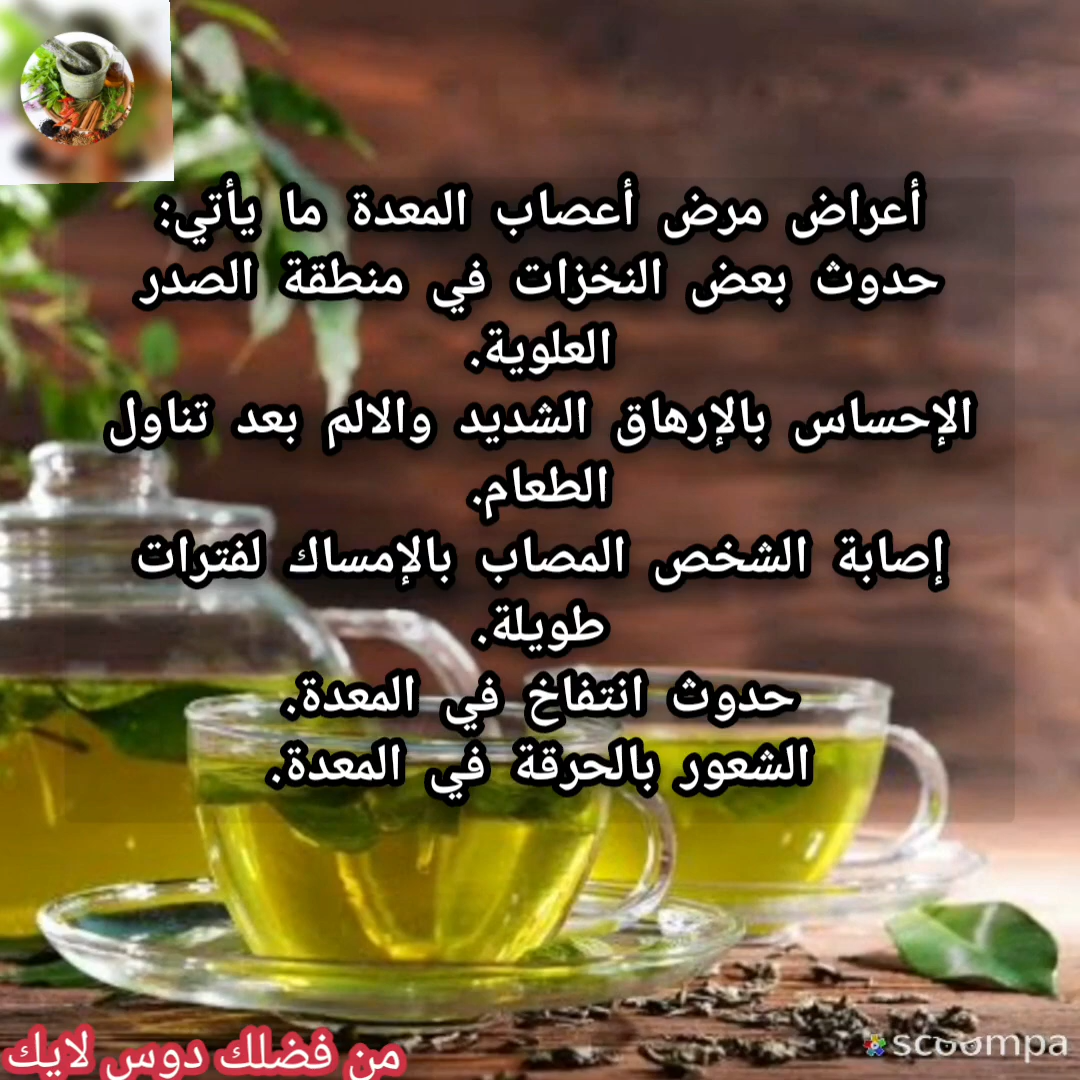 أعراض مرض أعصاب المعدة ما يأتي:
حدوث بعض النخزات في منطقة الصدر
العلوية.
الإحساس بالإرهاق الشديد والالم بعد تناول
الطعام.
إصابة الشخص المصاب بالإمساك لفترات
طويلة.
حدوث انتفاخ في المعدة.
الشعور بالحرقة في المعدة.
من فضلك دوس لايك
scoompa